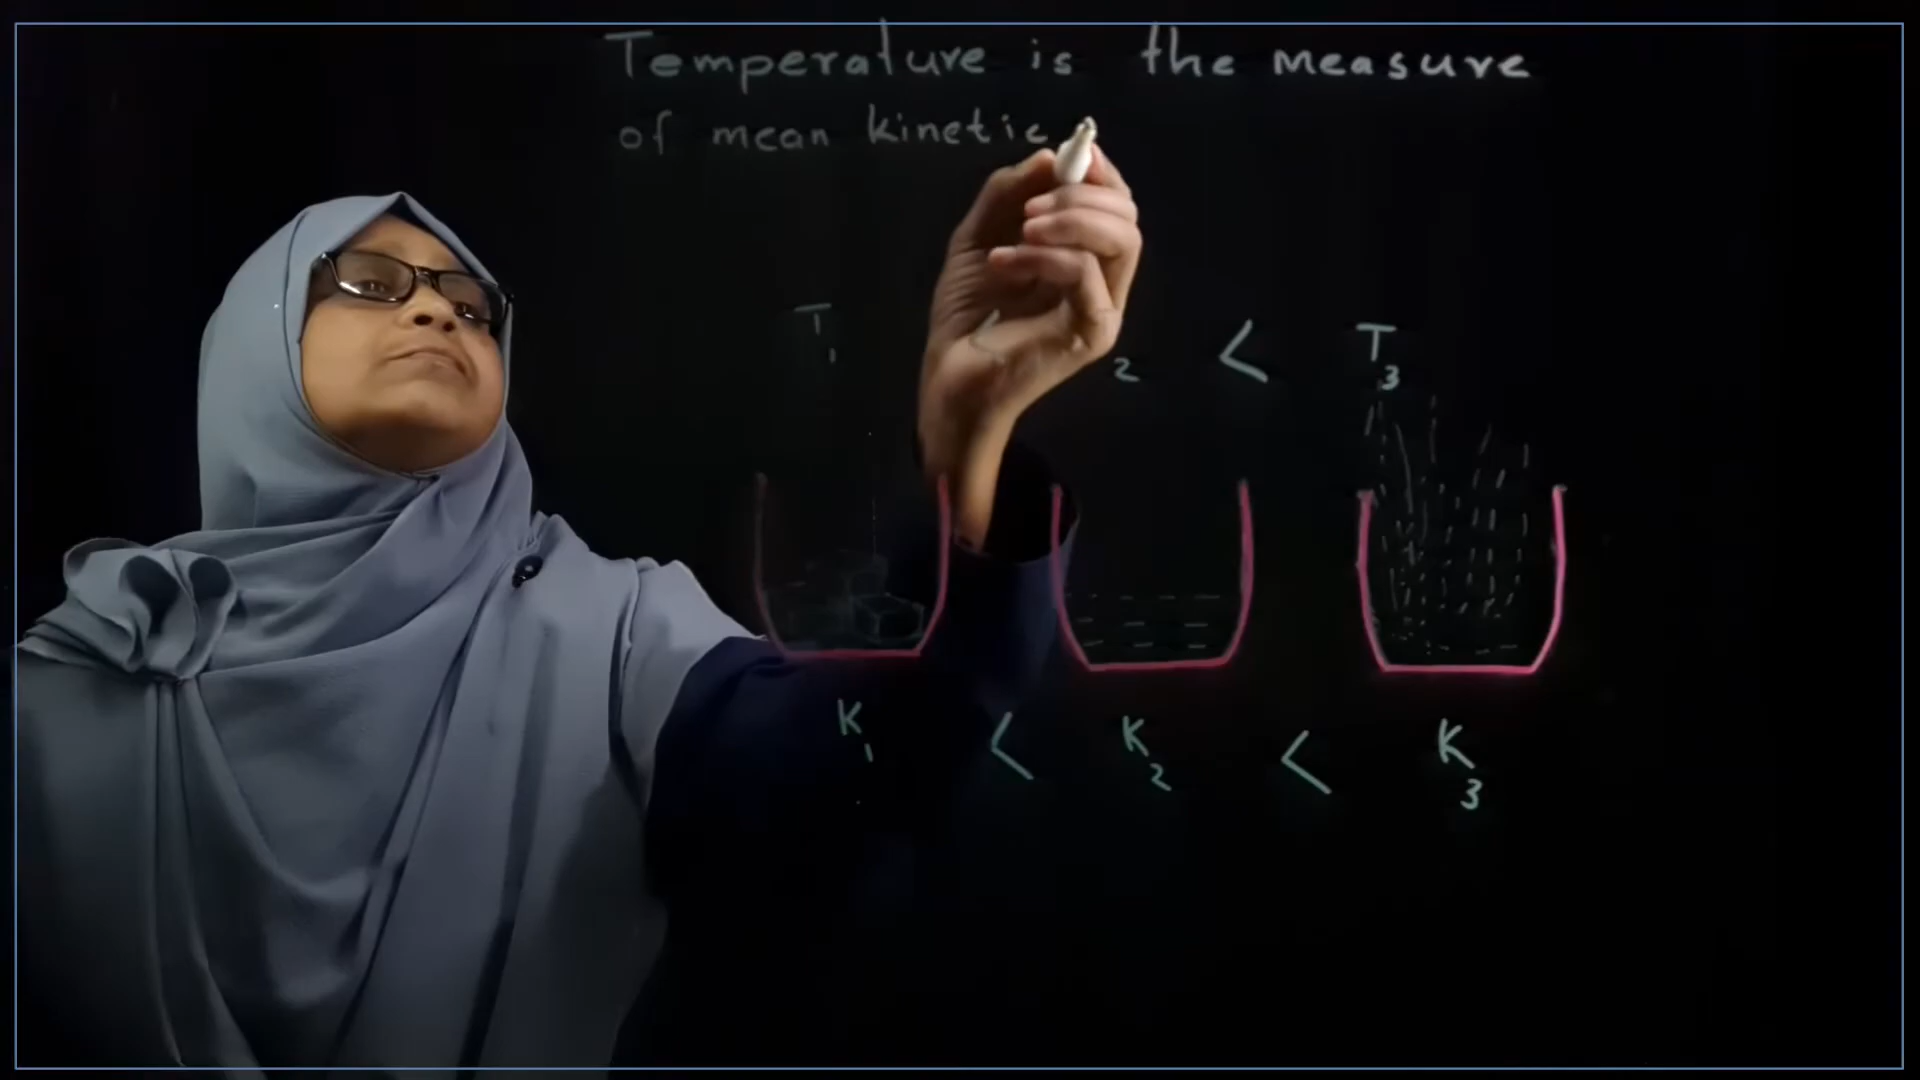 Temperature is the measure
of mean kinetic
T1 < 2 < T3
K1 < K2 < K3